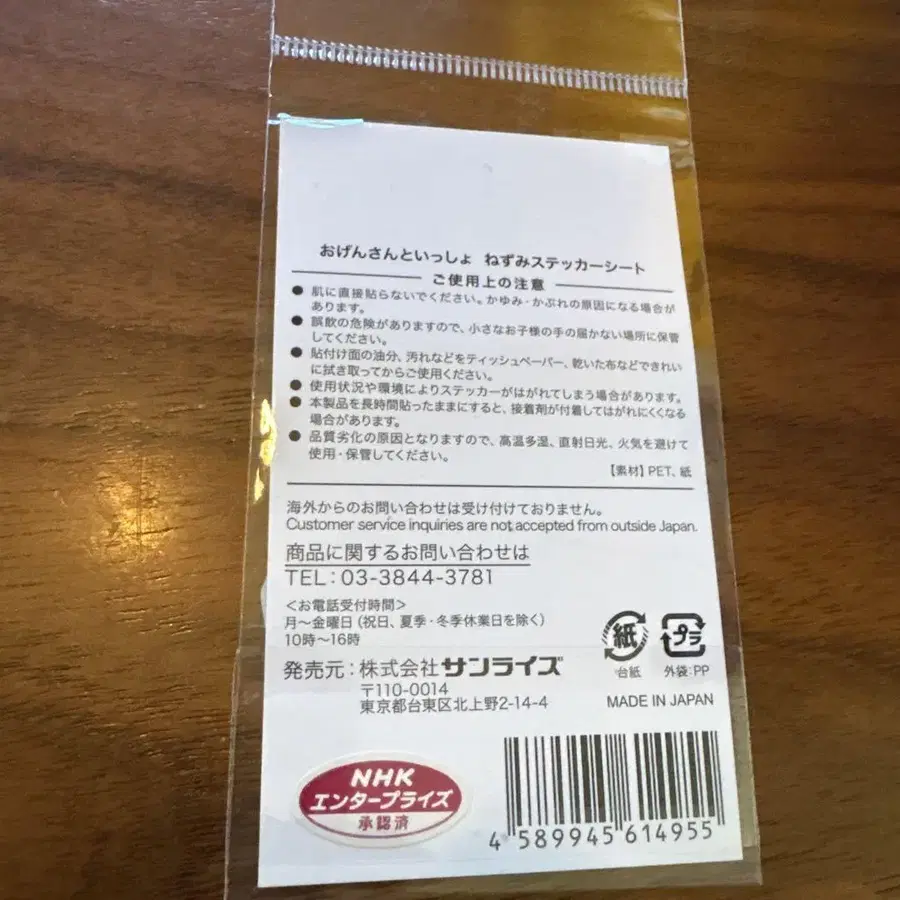 おげんさんといっしょ ねずみステッカーシート
ご使用上の注意
● 肌に直接貼らないでください。かゆみ・かぶれの原因になる場合が
あります。
● 誤飲の危険がありますので、小さなお子様の手の届かない場所に保管
してください。
● 貼付け面の油分、汚れなどをティッシュペーパー、乾いた布などできれい
に拭き取ってからご使用ください。
● 使用状況や環境によりステッカーがはがれてしまう場合があります。
● 本製品を長時間貼ったままにすると、接着剤が付着してはがれにくくなる
場合があります。
● 品質劣化の原因となりますので、高温多湿、直射日光、火気を避けて
使用・保管してください。
【素材】PET、紙
海外からのお問い合わせは受け付けておりません。
Customer service inquiries are not accepted from outside Japan.
商品に関するお問い合わせは
TEL:03-3844-3781
<お電話受付時間>
月〜金曜日(祝日、夏季・冬季休業日を除く)
10時〜16時
紙
台紙
プラ
外袋:PP
発売元:株式会社サンライズ
〒110-0014
東京都台東区北上野2-14-4
MADE IN JAPAN
NHK
エンタープライズ
承認済
4 589945 614955